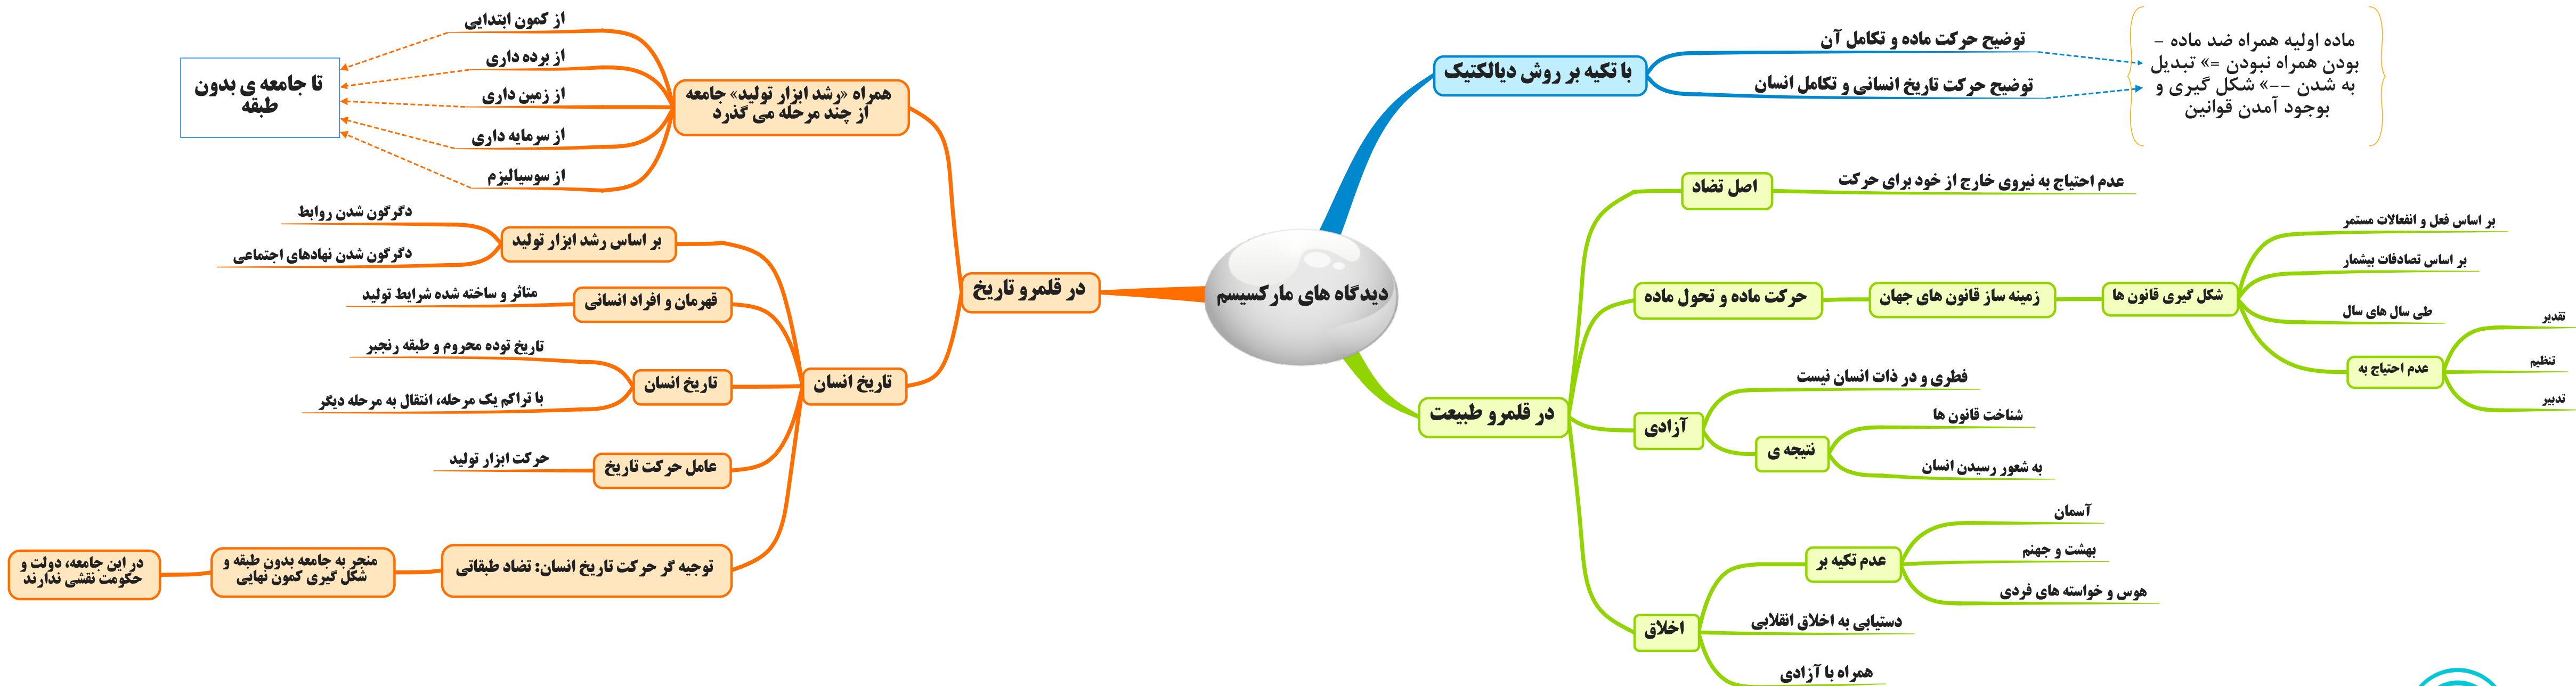 دیدگاه های مارکسیسم
با تکیه بر روش دیالکتیک
توضیح حرکت ماده و تکامل آن
توضیح حرکت تاریخ انسانی و تکامل انسان
ماده اولیه همراه ضد ماده -
بودن همراه نبودن =» تبدیل
به شدن --» شکل گیری و
بوجود آمدن قوانین
در قلمرو طبیعت
اصل تضاد
عدم احتیاج به نیروی خارج از خود برای حرکت
حرکت ماده و تحول ماده
زمینه ساز قانون های جهان
شکل گیری قانون ها
بر اساس فعل و انفعالات مستمر
بر اساس تصادفات بیشمار
طی سال های سال
عدم احتیاج به
تقدیر
تنظیم
تدبیر
آزادی
فطری و در ذات انسان نیست
نتیجه ی
شناخت قانون ها
به شعور رسیدن انسان
اخلاق
عدم تکیه بر
آسمان
بهشت و جهنم
هوس و خواسته های فردی
دستیابی به اخلاق انقلابی
همراه با آزادی
در قلمرو تاریخ
همراه «رشد ابزار تولید» جامعه
از چند مرحله می گذرد
از کمون ابتدایی
از برده داری
از زمین داری
از سرمایه داری
از سوسیالیزم
تا جامعه ی بدون
طبقه
تاریخ انسان
بر اساس رشد ابزار تولید
دگرگون شدن روابط
دگرگون شدن نهادهای اجتماعی
قهرمان و افراد انسانی
متاثر و ساخته شده شرایط تولید
تاریخ انسان
تاریخ توده محروم و طبقه رنجبر
با تراکم یک مرحله، انتقال به مرحله دیگر
عامل حرکت تاریخ
حرکت ابزار تولید
توجیه گر حرکت تاریخ انسان: تضاد طبقاتی
منجر به جامعه بدون طبقه و
شکل گیری کمون نهایی
در این جامعه، دولت و
حکومت نقشی ندارند